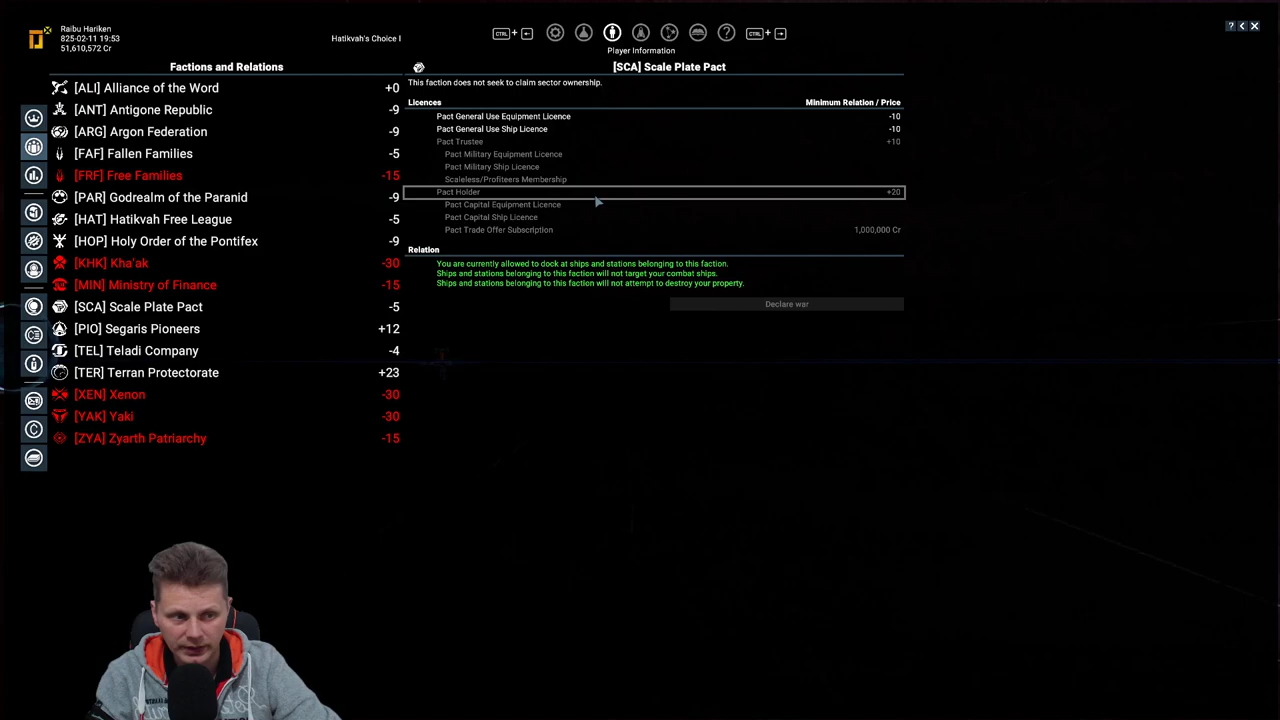 Raibu Hariken
825-02-11 19:53
51,610,572 Cr
Hatikvah's Choice I
CTRL + ←
CTRL + →
Player Information
? < X
Factions and Relations
[ALI] Alliance of the Word +0
[ANT] Antigone Republic -9
[ARG] Argon Federation -9
[FAF] Fallen Families -5
[FRF] Free Families -15
[PAR] Godrealm of the Paranid -9
[HAT] Hatikvah Free League -5
[HOP] Holy Order of the Pontifex -9
[KHK] Kha'ak -30
[MIN] Ministry of Finance -15
[SCA] Scale Plate Pact -5
[PIO] Segaris Pioneers +12
[TEL] Teladi Company -4
[TER] Terran Protectorate +23
[XEN] Xenon -30
[YAK] Yaki -30
[ZYA] Zyarth Patriarchy -15
[SCA] Scale Plate Pact
This faction does not seek to claim sector ownership.
Licences Minimum Relation / Price
Pact General Use Equipment Licence -10
Pact General Use Ship Licence -10
Pact Trustee +10
Pact Military Equipment Licence
Pact Military Ship Licence
Scaleless/Profiteers Membership
Pact Holder +20
Pact Capital Equipment Licence
Pact Capital Ship Licence
Pact Trade Offer Subscription 1,000,000 Cr
Relation
You are currently allowed to dock at ships and stations belonging to this faction.
Ships and stations belonging to this faction will not target your combat ships.
Ships and stations belonging to this faction will not attempt to destroy your property.
Declare war